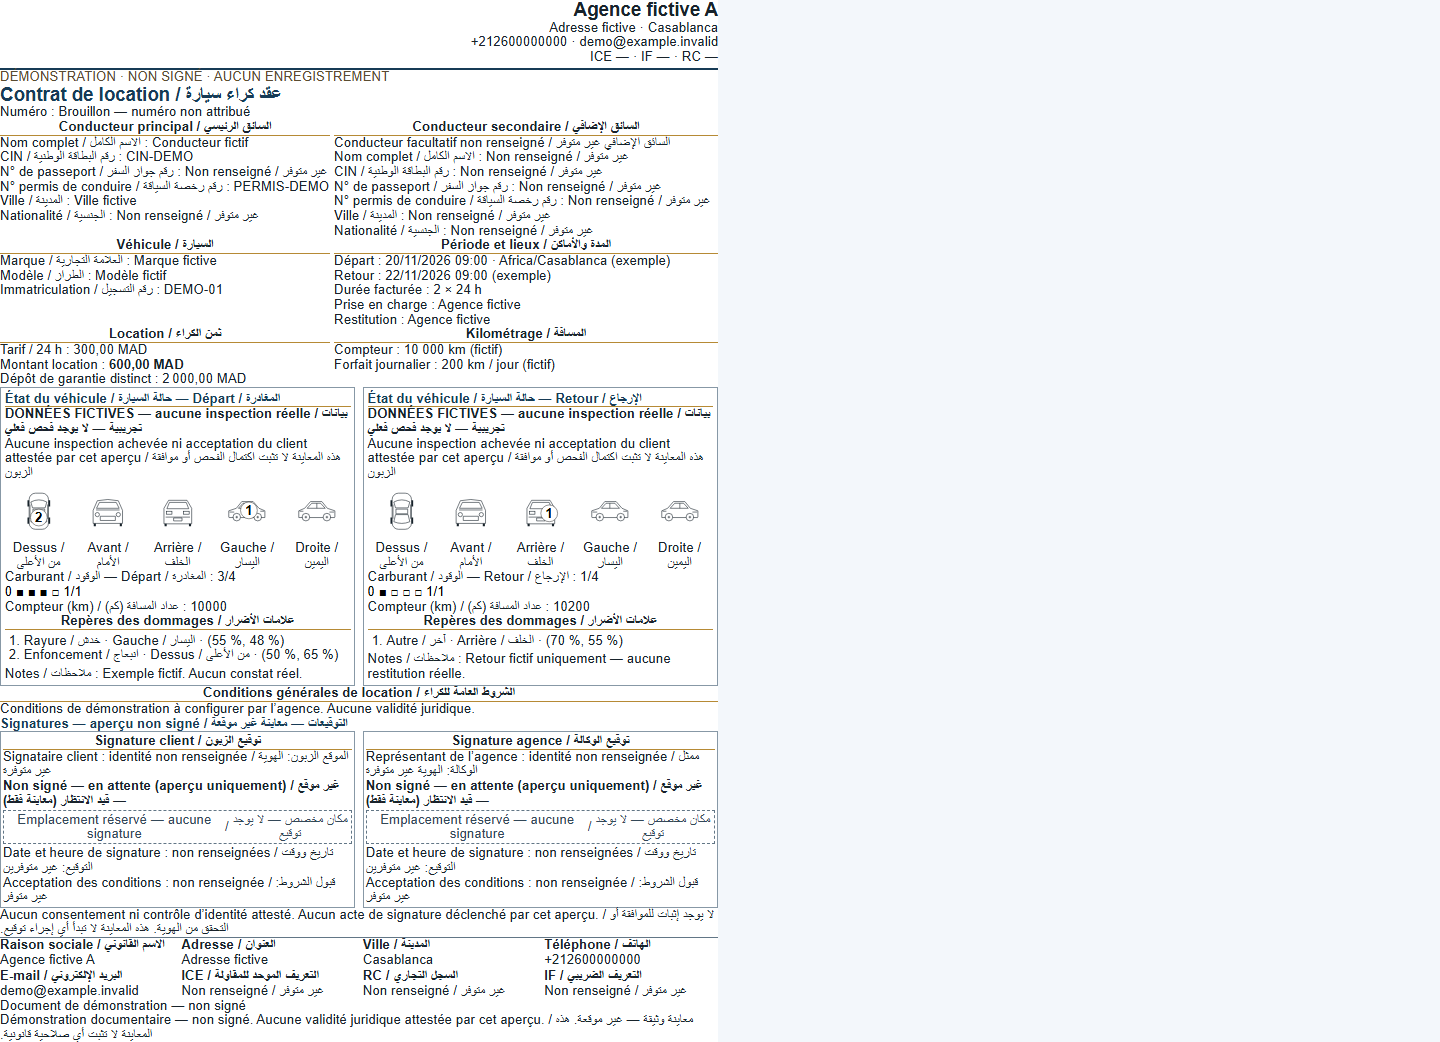 Agence fictive A
Adresse fictive · Casablanca
+212600000000 · demo@example.invalid
ICE — · IF — · RC —
DÉMONSTRATION · NON SIGNÉ · AUCUN ENREGISTREMENT
Contrat de location / عقد كراء سيارة
Numéro : Brouillon — numéro non attribué
Conducteur principal / السائق الرئيسي
Nom complet / الاسم الكامل : Conducteur fictif
CIN / رقم البطاقة الوطنية : CIN-DEMO
N° de passeport / رقم جواز السفر : Non renseigné / غير متوفر
N° permis de conduire / رقم رخصة السياقة : PERMIS-DEMO
Ville / المدينة : Ville fictive
Nationalité / الجنسية : Non renseigné / غير متوفر
Conducteur secondaire / السائق الإضافي
Conducteur facultatif non renseigné / السائق الإضافي غير متوفر
Nom complet / الاسم الكامل : Non renseigné / غير متوفر
CIN / رقم البطاقة الوطنية : Non renseigné / غير متوفر
N° de passeport / رقم جواز السفر : Non renseigné / غير متوفر
N° permis de conduire / رقم رخصة السياقة : Non renseigné / غير متوفر
Ville / المدينة : Non renseigné / غير متوفر
Nationalité / الجنسية : Non renseigné / غير متوفر
Véhicule / السيارة
Marque / العلامة التجارية : Marque fictive
Modèle / الطراز : Modèle fictif
Immatriculation / رقم التسجيل : DEMO-01
Période et lieux / المدة والأماكن
Départ : 20/11/2026 09:00 · Africa/Casablanca (exemple)
Retour : 22/11/2026 09:00 (exemple)
Durée facturée : 2 × 24 h
Prise en charge : Agence fictive
Restitution : Agence fictive
Location / ثمن الكراء
Tarif / 24 h : 300,00 MAD
Montant location : 600,00 MAD
Dépôt de garantie distinct : 2 000,00 MAD
Kilométrage / المسافة
Compteur : 10 000 km (fictif)
Forfait journalier : 200 km / jour (fictif)
État du véhicule / حالة السيارة — Départ / المغادرة
DONNÉES FICTIVES — aucune inspection réelle / بيانات
تجريبية — لا يوجد فحص فعلي
Aucune inspection achevée ni acceptation du client
attestée par cet aperçu / هذه المعاينة لا تثبت اكتمال الفحص أو موافقة
الزبون
2
1
Dessus / من الأعلى
Avant / الأمام
Arrière / الخلف
Gauche / اليسار
Droite / اليمين
Carburant / الوقود — Départ / المغادرة : 3/4
0 ■ ■ ■ □ 1/1
Compteur (km) / عداد المسافة (كم) : 10000
Repères des dommages / علامات الأضرار
1. Rayure / خدش · Gauche / اليسار · (55 %, 48 %)
2. Enfoncement / انبعاج · Dessus / من الأعلى · (50 %, 65 %)
Notes / ملاحظات : Exemple fictif. Aucun constat réel.
État du véhicule / حالة السيارة — Retour / الإرجاع
DONNÉES FICTIVES — aucune inspection réelle / بيانات
تجريبية — لا يوجد فحص فعلي
Aucune inspection achevée ni acceptation du client
attestée par cet aperçu / هذه المعاينة لا تثبت اكتمال الفحص أو موافقة
الزبون
1
Dessus / من الأعلى
Avant / الأمام
Arrière / الخلف
Gauche / اليسار
Droite / اليمين
Carburant / الوقود — Retour / الإرجاع : 1/4
0 ■ □ □ □ 1/1
Compteur (km) / عداد المسافة (كم) : 10200
Repères des dommages / علامات الأضرار
1. Autre / آخر · Arrière / الخلف · (70 %, 55 %)
Notes / ملاحظات : Retour fictif uniquement — aucune
restitution réelle.
Conditions générales de location / الشروط العامة للكراء
Conditions de démonstration à configurer par l’agence. Aucune validité juridique.
Signatures — aperçu non signé / التوقيعات — معاينة غير موقعة
Signature client / توقيع الزبون
Signataire client : identité non renseignée / الموقع الزبون: الهوية
غير متوفرة
Non signé — en attente (aperçu uniquement) / غير موقع
— قيد الانتظار (معاينة فقط)
Emplacement réservé — aucune signature / مكان مخصص — لا يوجد توقيع
Date et heure de signature : non renseignées / تاريخ ووقت
التوقيع: غير متوفرين
Acceptation des conditions : non renseignée / قبول الشروط:
غير متوفر
Signature agence / توقيع الوكالة
Représentant de l’agence : identité non renseignée / ممثل
الوكالة: الهوية غير متوفرة
Non signé — en attente (aperçu uniquement) / غير موقع
— قيد الانتظار (معاينة فقط)
Emplacement réservé — aucune signature / مكان مخصص — لا يوجد توقيع
Date et heure de signature : non renseignées / تاريخ ووقت
التوقيع: غير متوفرين
Acceptation des conditions : non renseignée / قبول الشروط:
غير متوفر
Aucun consentement ni contrôle d’identité attesté. Aucun acte de signature déclenché par cet aperçu. / لا يوجد إثبات للموافقة أو
التحقق من الهوية. هذه المعاينة لا تبدأ أي إجراء توقيع.
Raison sociale / الاسم القانوني
Agence fictive A
Adresse / العنوان
Adresse fictive
Ville / المدينة
Casablanca
Téléphone / الهاتف
+212600000000
E-mail / البريد الإلكتروني
demo@example.invalid
ICE / التعريف الموحد للمقاولة
Non renseigné / غير متوفر
RC / السجل التجاري
Non renseigné / غير متوفر
IF / التعريف الضريبي
Non renseigné / غير متوفر
Document de démonstration — non signé
Démonstration documentaire — non signé. Aucune validité juridique attestée par cet aperçu. / معاينة وثيقة — غير موقعة. هذه
المعاينة لا تثبت أي صلاحية قانونية.